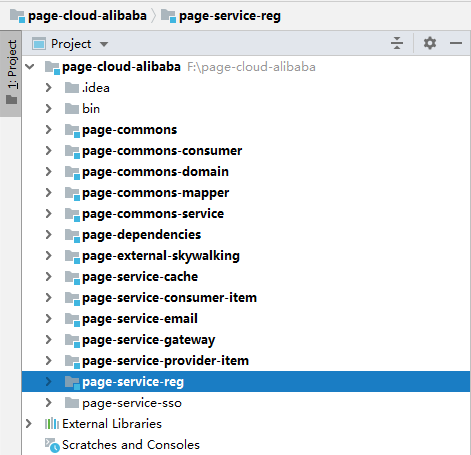 page-cloud-alibaba page-service-reg
1: Project
Project
page-cloud-alibaba F:\page-cloud-alibaba
.idea
bin
page-commons
page-commons-consumer
page-commons-domain
page-commons-mapper
page-commons-service
page-dependencies
page-external-skywalking
page-service-cache
page-service-consumer-item
page-service-email
page-service-gateway
page-service-provider-item
page-service-reg
page-service-sso
External Libraries
Scratches and Consoles